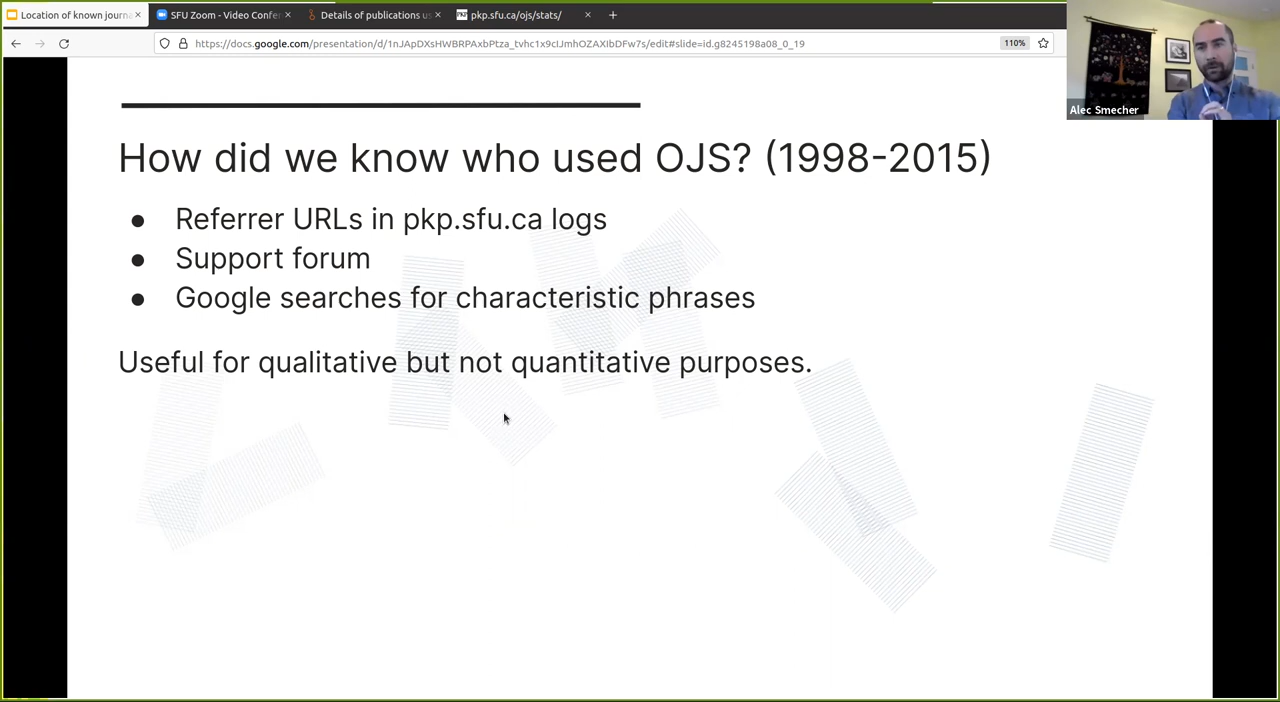 Location of known journa
SFU Zoom - Video Confer
Details of publications us
PKP pkp.sfu.ca/ojs/stats/
https://docs.google.com/presentation/d/1nJApDXsHWBRPAxbPtza_tvhc1x9cIJmhOZAXIbDFw7s/edit#slide=id.g8245198a08_0_19
110%
Alec Smecher
How did we know who used OJS? (1998-2015)
● Referrer URLs in pkp.sfu.ca logs
● Support forum
● Google searches for characteristic phrases
Useful for qualitative but not quantitative purposes.